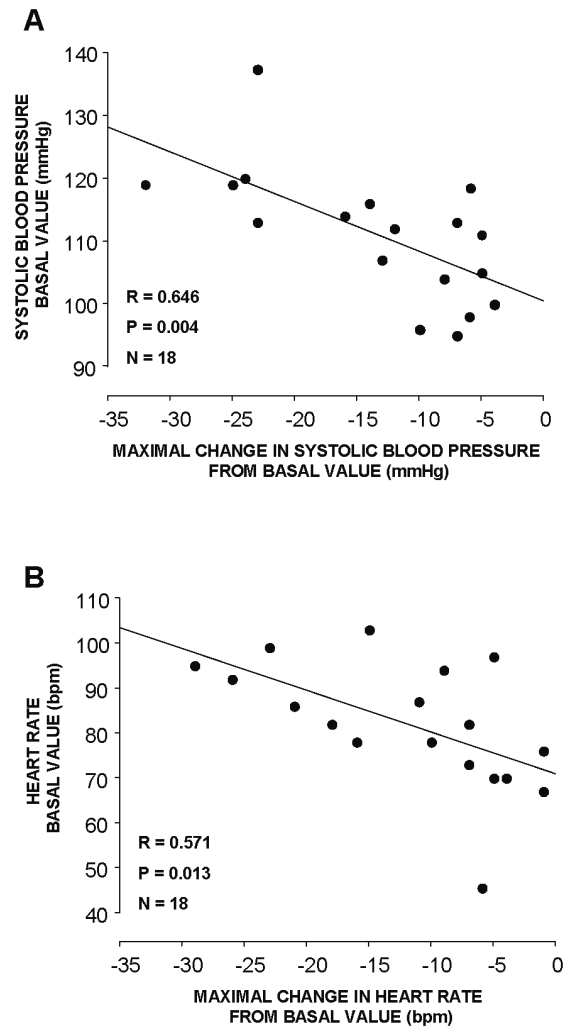 A
SYSTOLIC BLOOD PRESSURE
BASAL VALUE (mmHg)
140
130
120
110
100
90
R = 0.646
P = 0.004
N = 18
-35 -30 -25 -20 -15 -10 -5 0
MAXIMAL CHANGE IN SYSTOLIC BLOOD PRESSURE
FROM BASAL VALUE (mmHg)
B
HEART RATE
BASAL VALUE (bpm)
110
100
90
80
70
60
50
40
R = 0.571
P = 0.013
N = 18
-35 -30 -25 -20 -15 -10 -5 0
MAXIMAL CHANGE IN HEART RATE
FROM BASAL VALUE (bpm)